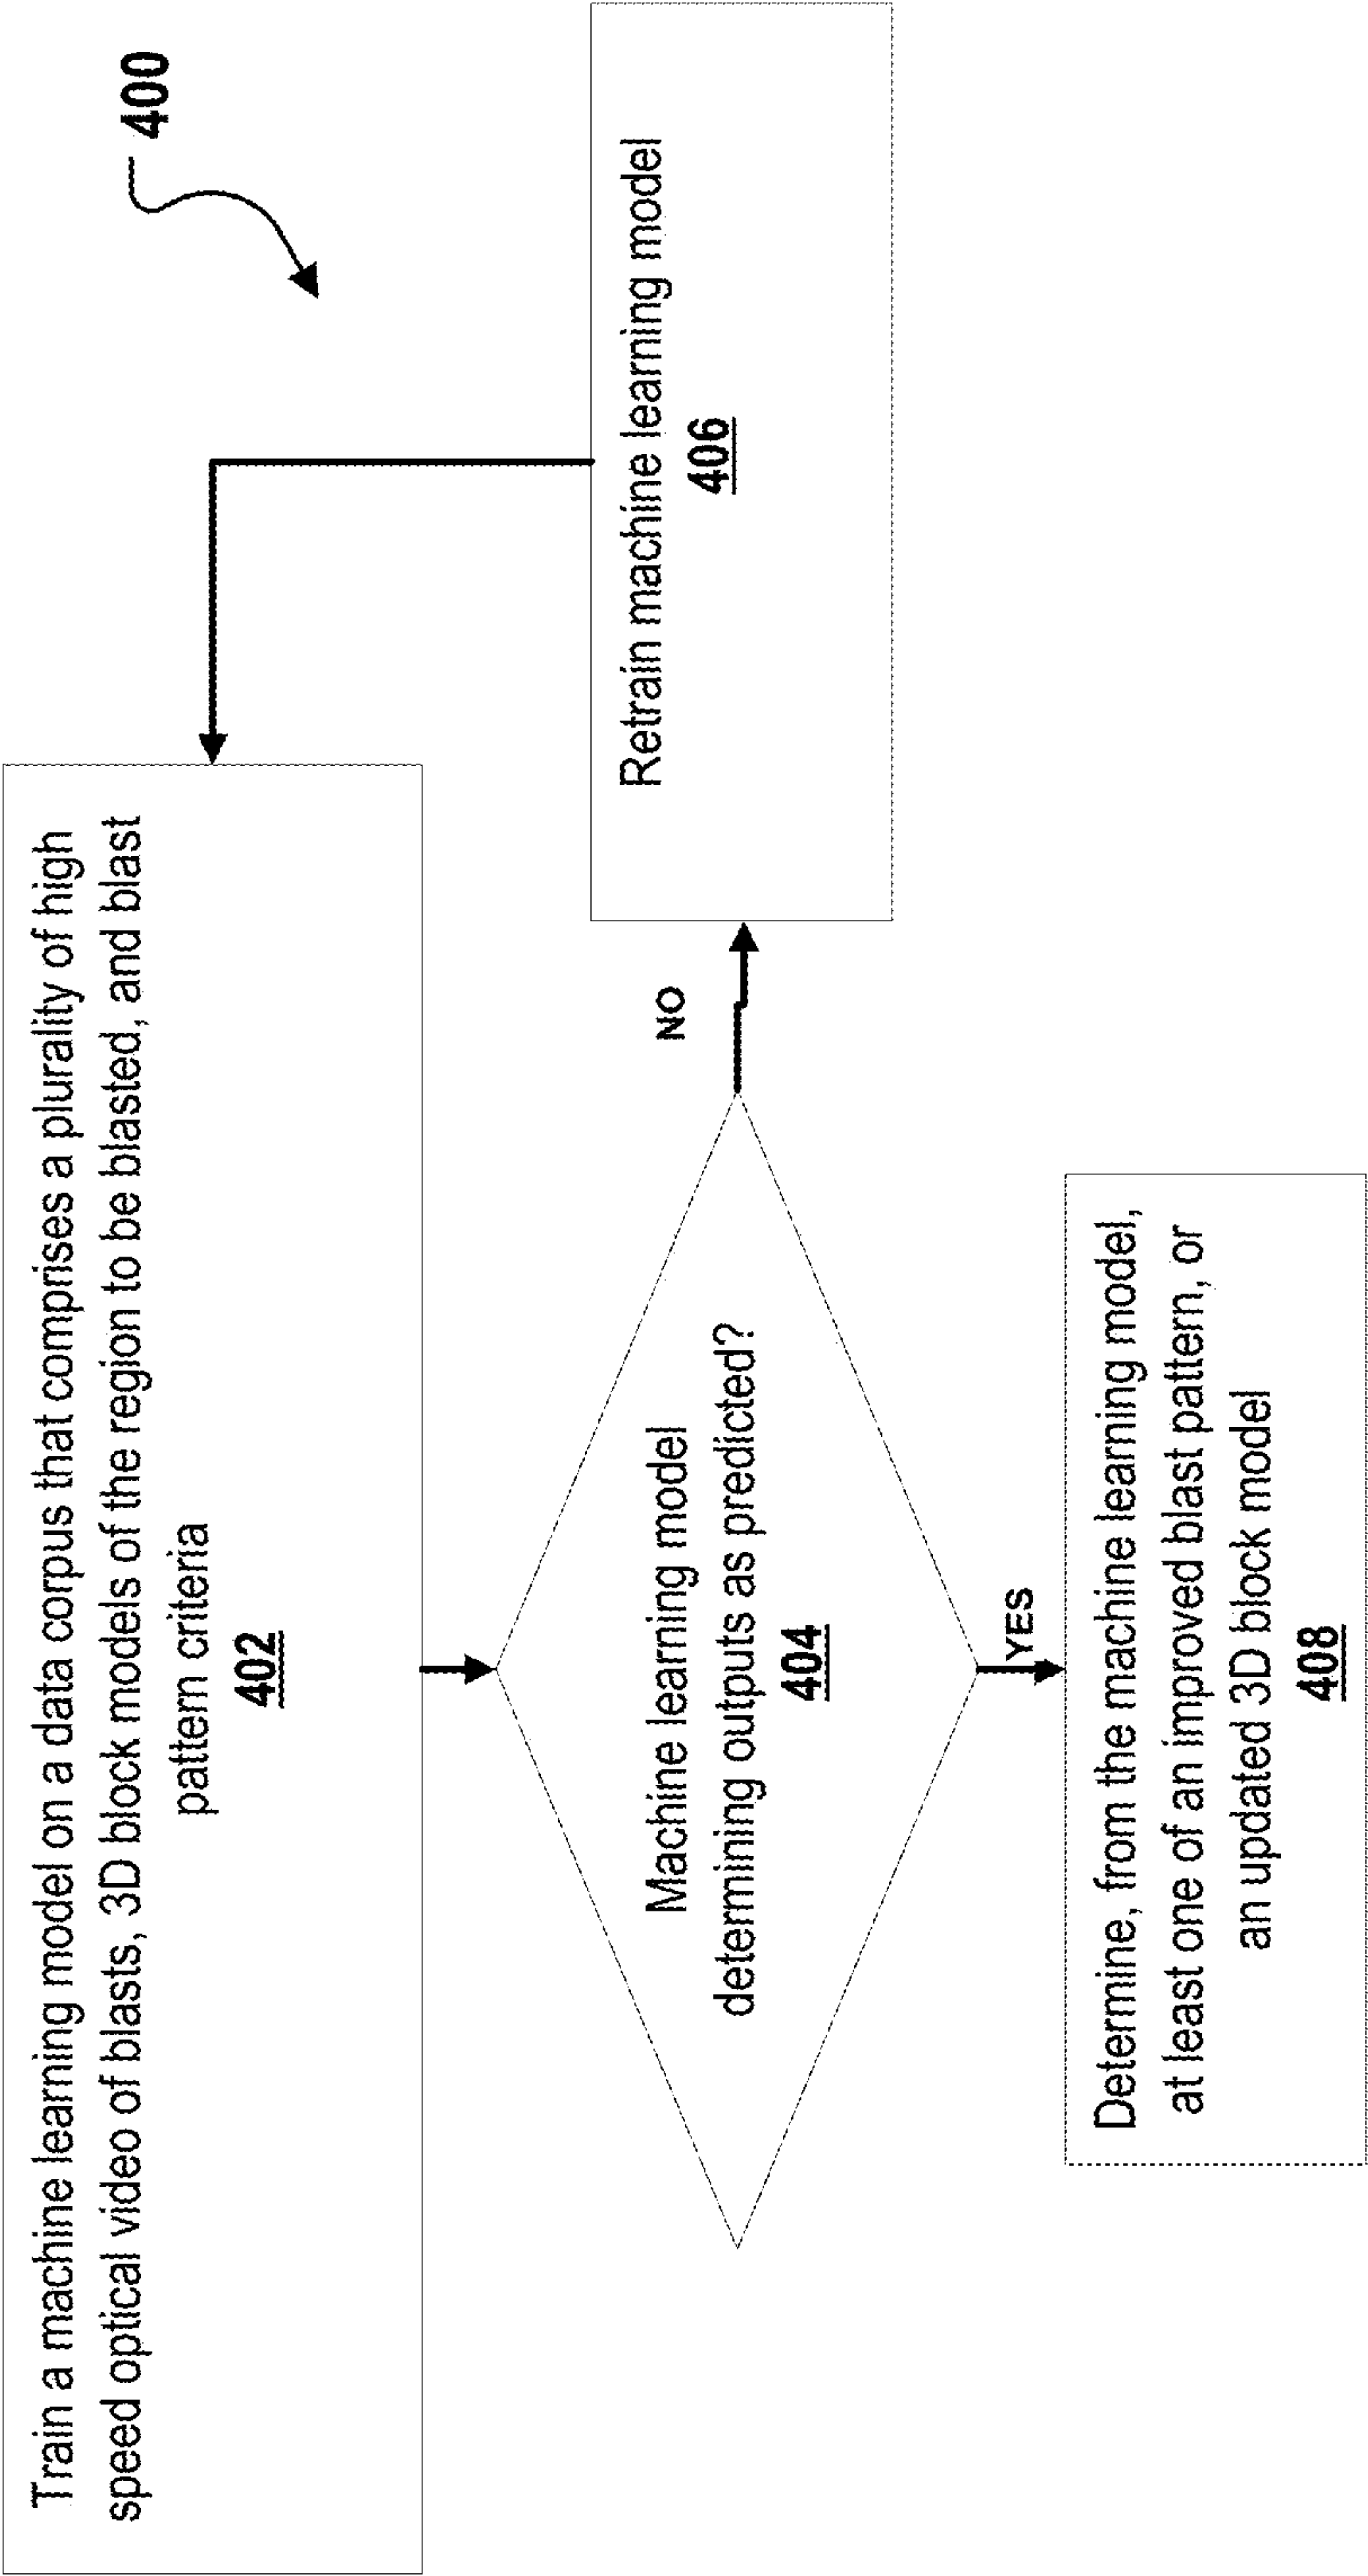 400
Train a machine learning model on a data corpus that comprises a plurality of high
speed optical video of blasts, 3D block models of the region to be blasted, and blast
pattern criteria
402
Machine learning model
determining outputs as predicted?
404
NO
Retrain machine learning model
406
YES
Determine, from the machine learning model,
at least one of an improved blast pattern, or
an updated 3D block model
408